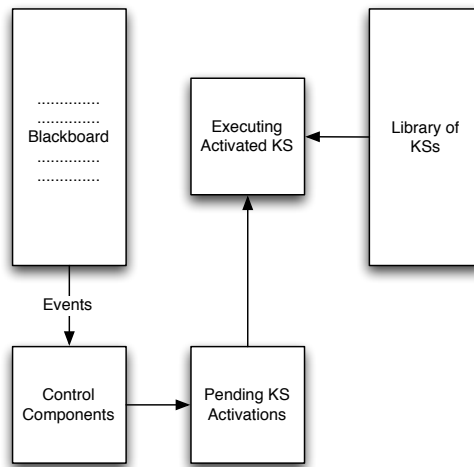 ..............
..............
Blackboard
..............
..............
Executing
Activated KS
Library of
KSs
Events
Control
Components
Pending KS
Activations